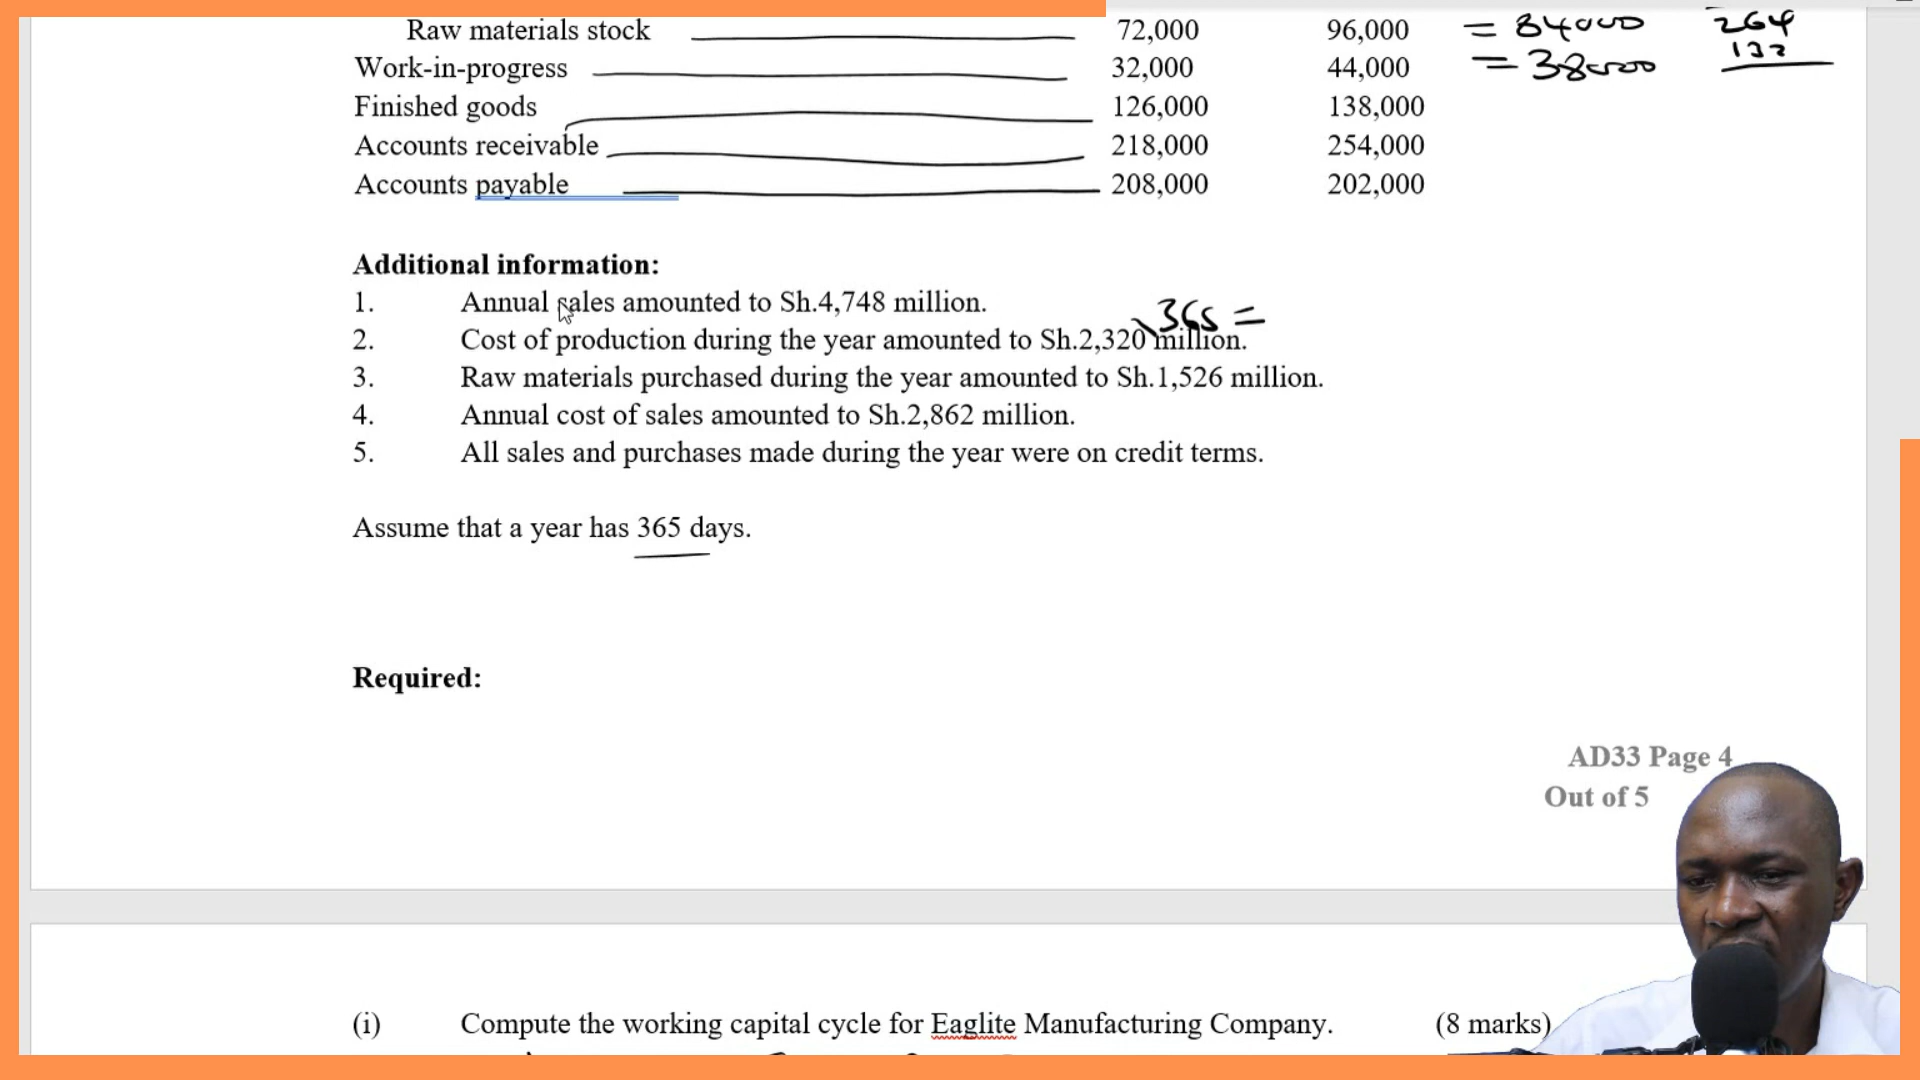 Raw materials stock 72,000 96,000 = 84000 264
Work-in-progress 32,000 44,000 = 38000 132
Finished goods 126,000 138,000
Accounts receivable 218,000 254,000
Accounts payable 208,000 202,000
Additional information:
1. Annual sales amounted to Sh.4,748 million.
365 =
2. Cost of production during the year amounted to Sh.2,320 million.
3. Raw materials purchased during the year amounted to Sh.1,526 million.
4. Annual cost of sales amounted to Sh.2,862 million.
5. All sales and purchases made during the year were on credit terms.
Assume that a year has 365 days.
Required:
AD33 Page 4
Out of 5
(i) Compute the working capital cycle for Eaglite Manufacturing Company. (8 marks)